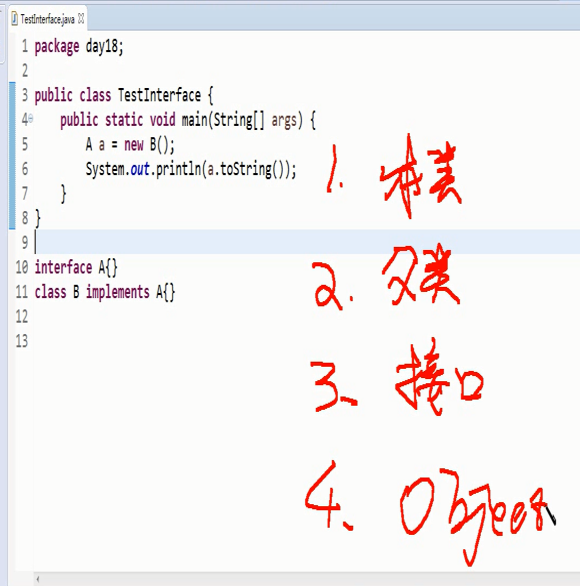 TestInterface.java
1 package day18;
2
3 public class TestInterface {
4 public static void main(String[] args) {
5 A a = new B();
6 System.out.println(a.toString());
7 }
8 }
9
10 interface A{}
11 class B implements A{}
12
13
1. 本类
2. 父类
3. 接口
4. Object